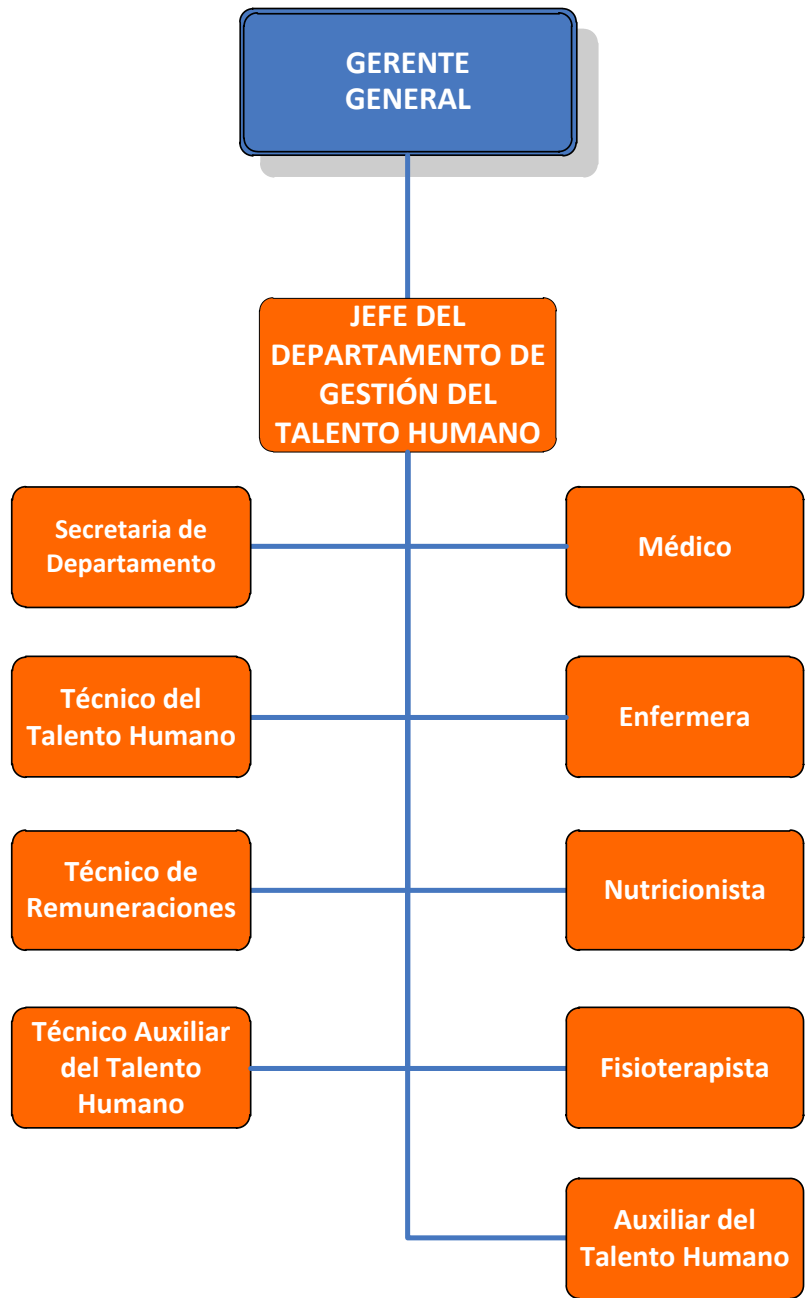 GERENTE
GENERAL
JEFE DEL
DEPARTAMENTO DE
GESTIÓN DEL
TALENTO HUMANO
Secretaria de
Departamento
Médico
Técnico del
Talento Humano
Enfermera
Técnico de
Remuneraciones
Nutricionista
Técnico Auxiliar
del Talento
Humano
Fisioterapista
Auxiliar del
Talento Humano